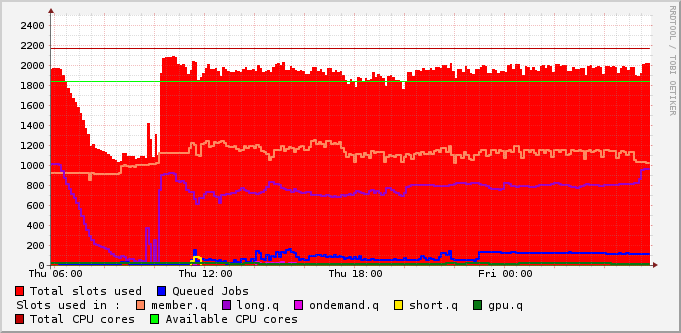 RRDTOOL / TOBI OETIKER
2400
2200
2000
1800
1600
1400
1200
1000
800
600
400
200
0
Thu 06:00 Thu 12:00 Thu 18:00 Fri 00:00
Total slots used Queued Jobs
Slots used in : member.q long.q ondemand.q short.q gpu.q
Total CPU cores Available CPU cores